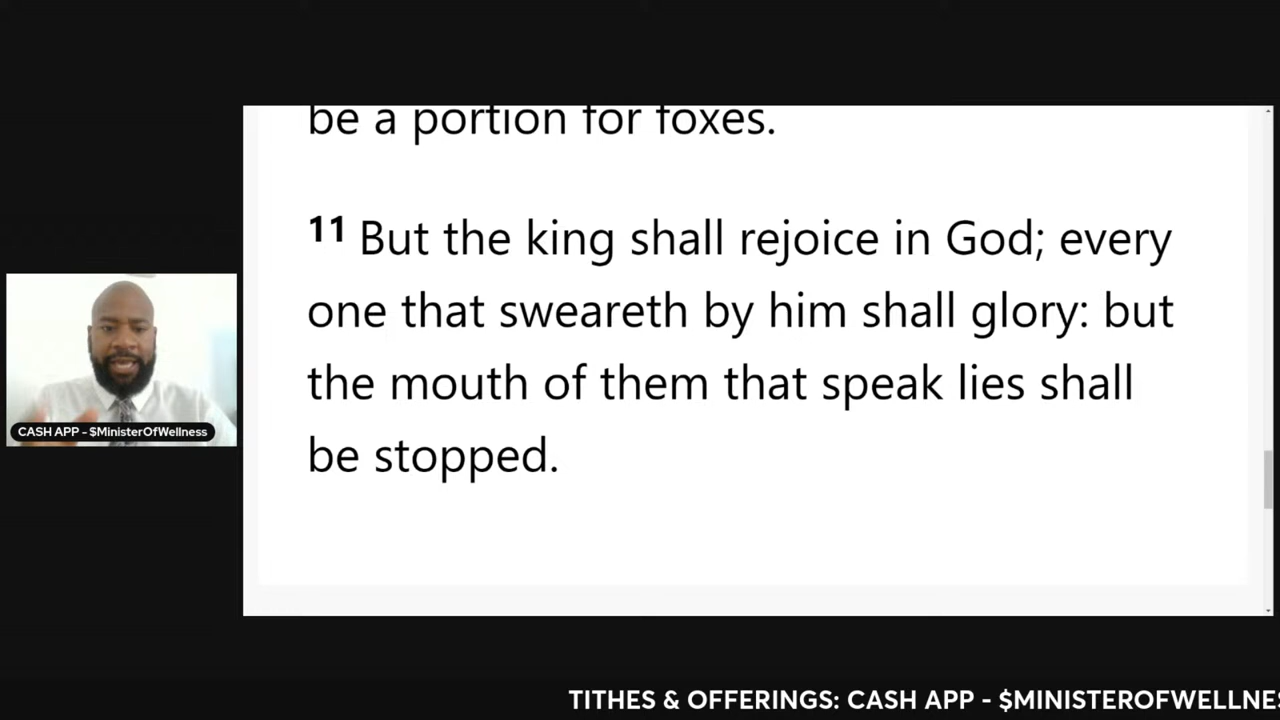 be a portion for foxes.
11 But the king shall rejoice in God; every
one that sweareth by him shall glory: but
the mouth of them that speak lies shall
be stopped.
CASH APP - $MinisterOfWellness
TITHES & OFFERINGS: CASH APP - $MINISTEROFWELLNES